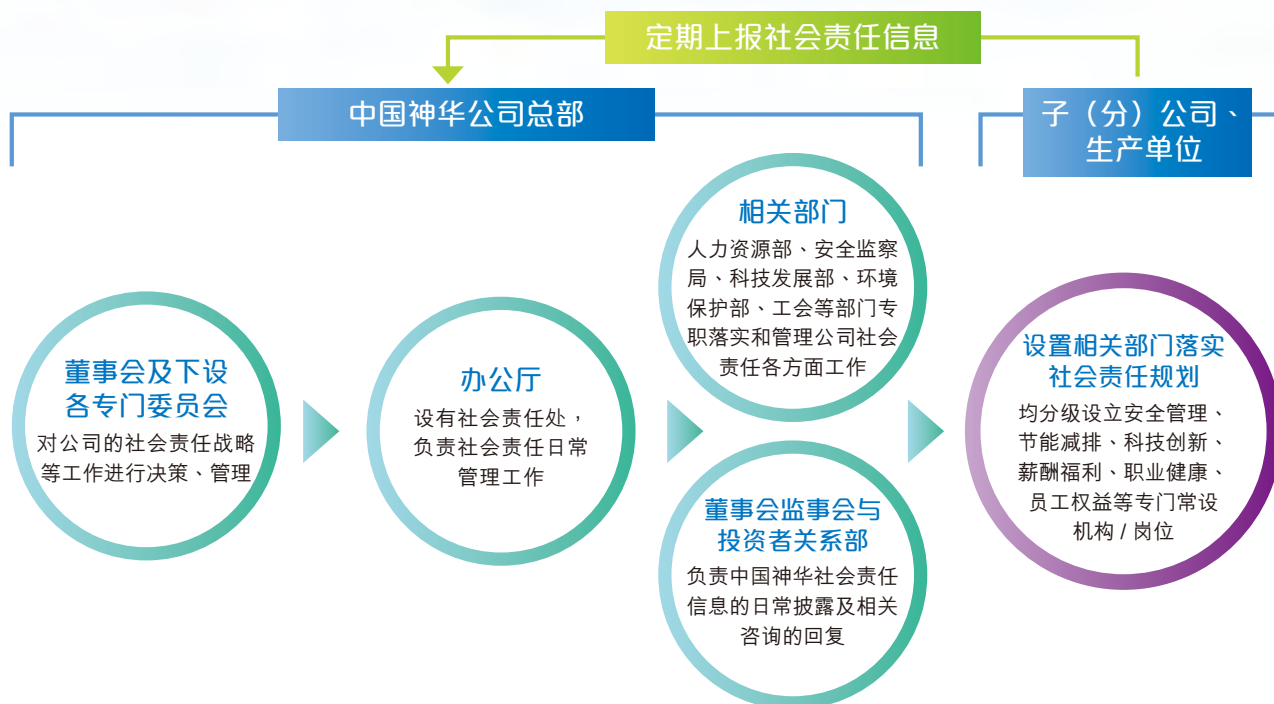 定期上报社会责任信息
中国神华公司总部
子（分）公司、
生产单位
董事会及下设
各专门委员会
对公司的社会责任战略
等工作进行决策、管理
办公厅
设有社会责任处，
负责社会责任日常
管理工作
相关部门
人力资源部、安全监察
局、科技发展部、环境
保护部、工会等部门专
职落实和管理公司社会
责任各方面工作
董事会监事会与
投资者关系部
负责中国神华社会责任
信息的日常披露及相关
咨询的回复
设置相关部门落实
社会责任规划
均分级设立安全管理、
节能减排、科技创新、
薪酬福利、职业健康、
员工权益等专门常设
机构 / 岗位